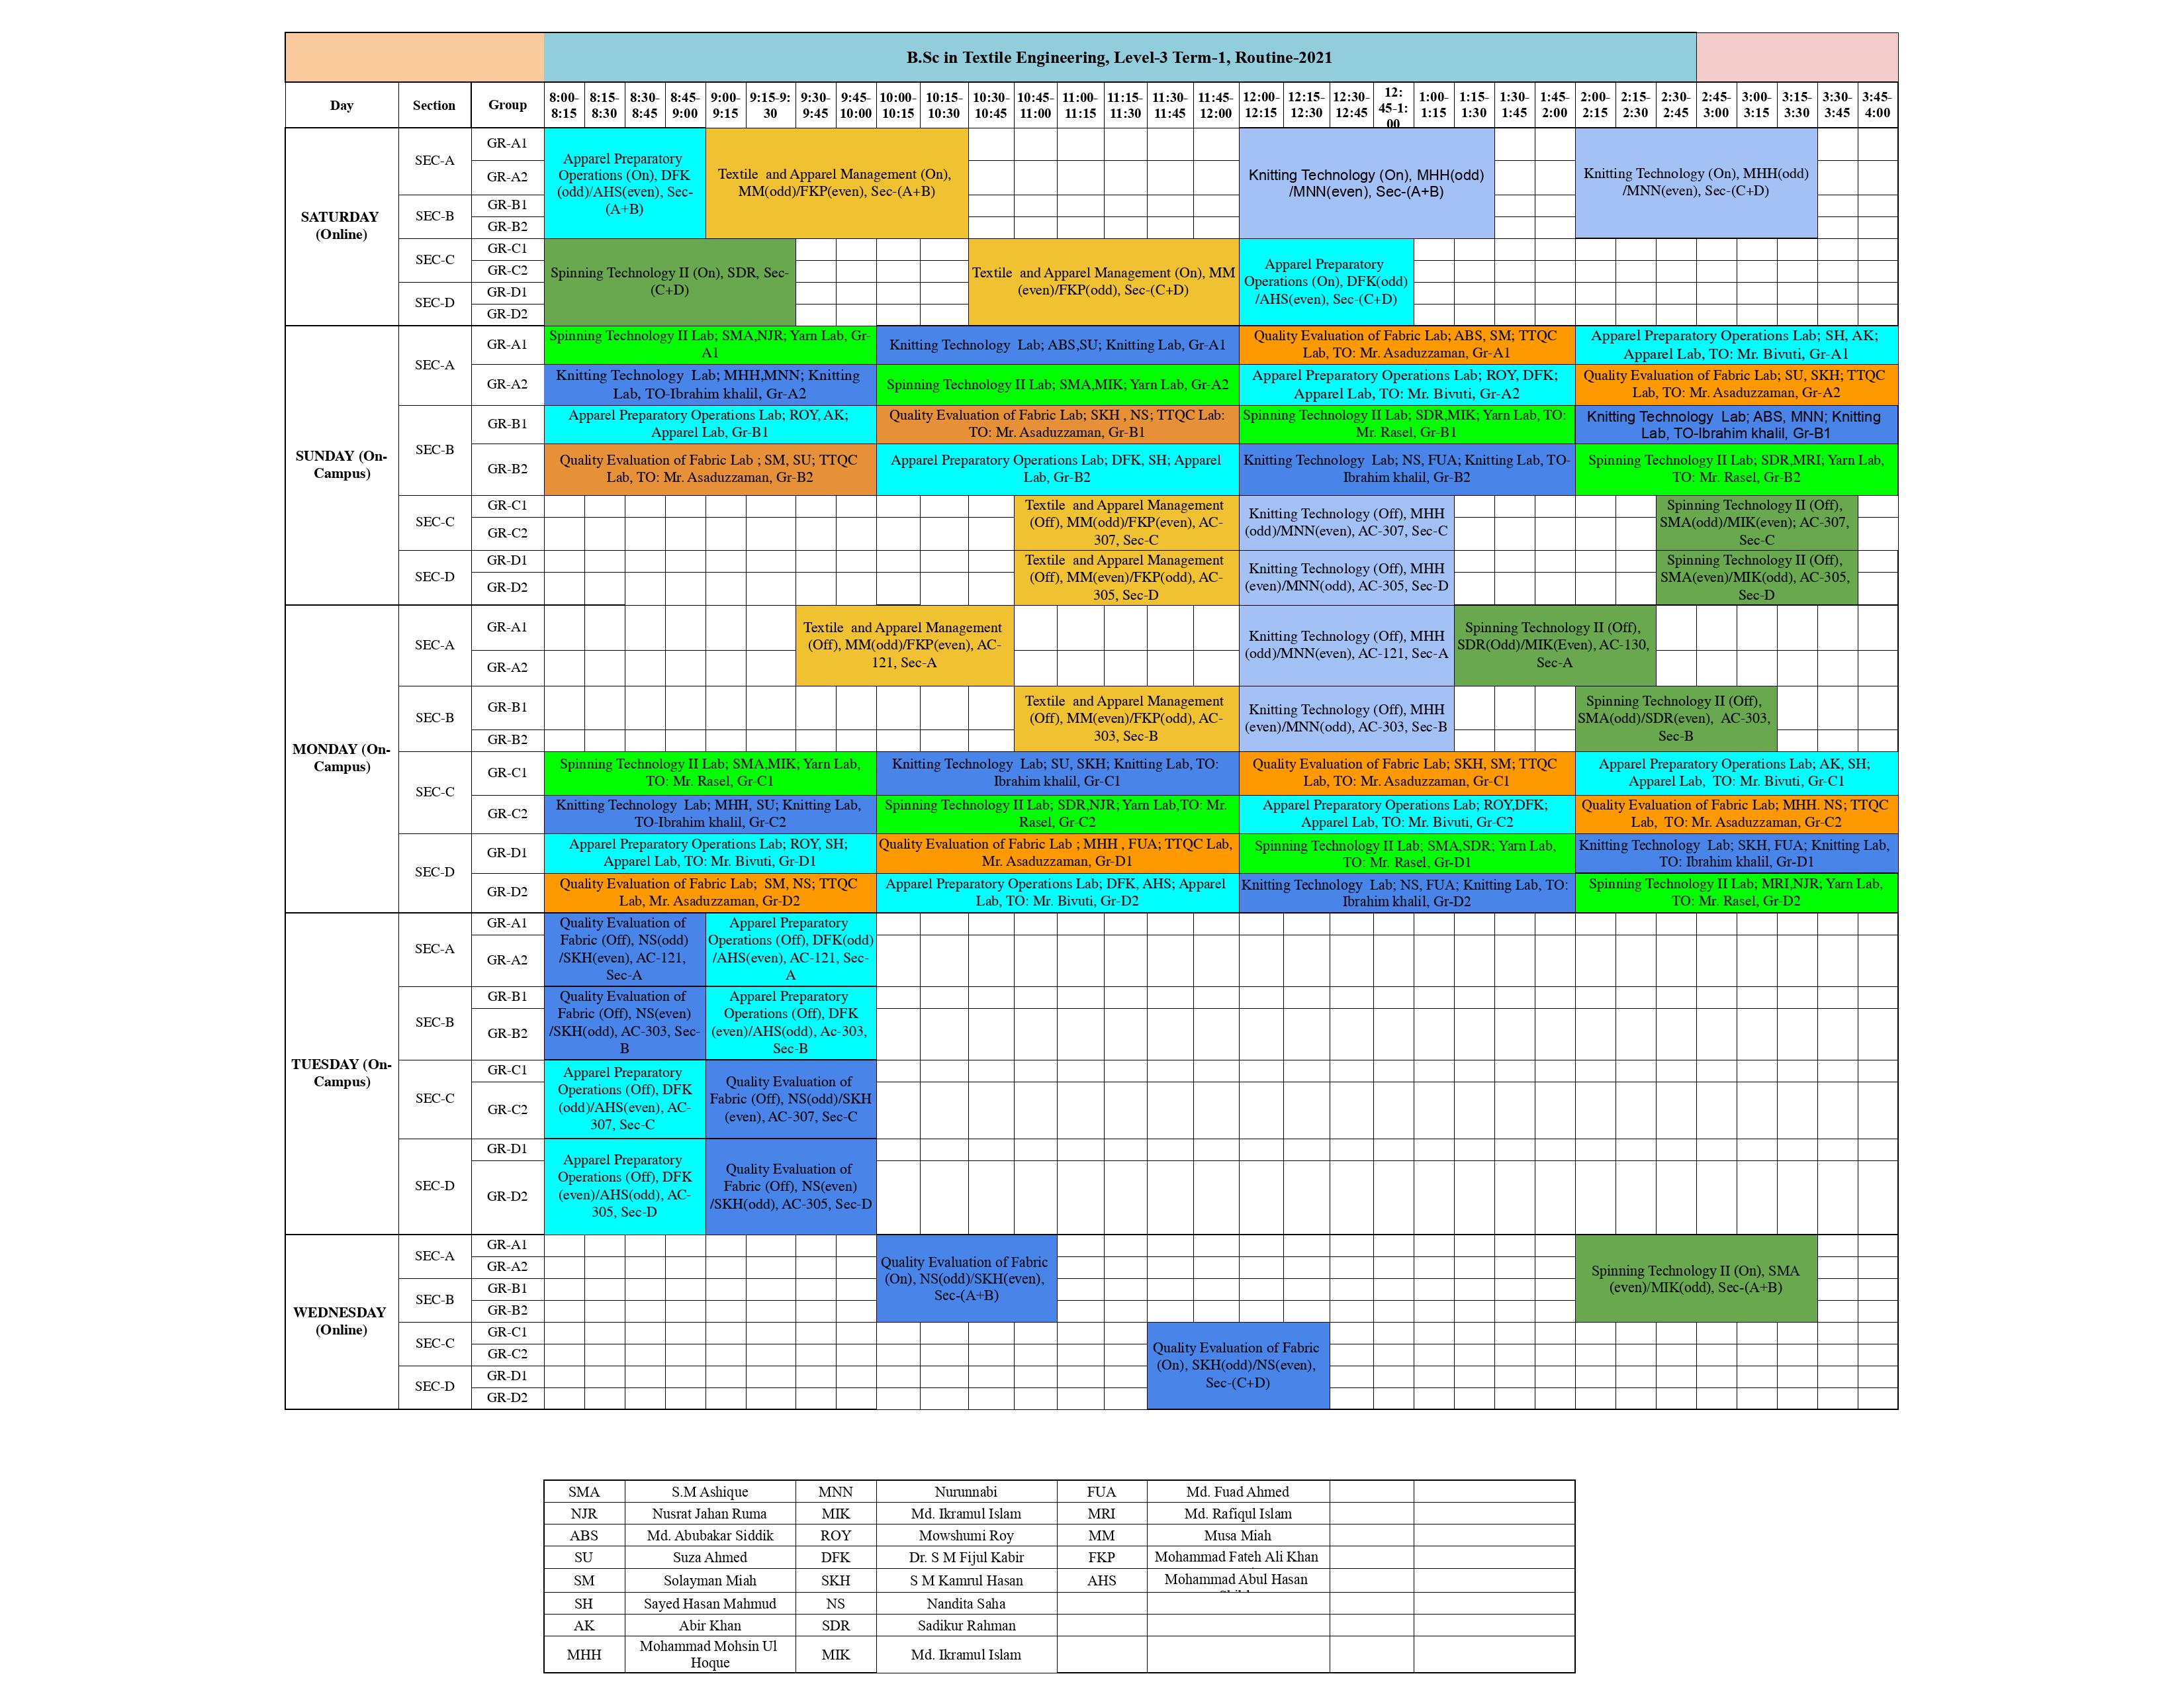 B.Sc in Textile Engineering, Level-3 Term-1, Routine-2021
Day Section Group 8:00- 8:15- 8:30- 8:45- 9:00- 9:15-9: 9:30- 9:45- 10:00- 10:15- 10:30- 10:45- 11:00- 11:15- 11:30- 11:45- 12:00- 12:15- 12:30- 12: 1:00- 1:15- 1:30- 1:45- 2:00- 2:15- 2:30- 2:45- 3:00- 3:15- 3:30- 3:45-
8:15 8:30 8:45 9:00 9:15 30 9:45 10:00 10:15 10:30 10:45 11:00 11:15 11:30 11:45 12:00 12:15 12:30 12:45 45-1: 1:15 1:30 1:45 2:00 2:15 2:30 2:45 3:00 3:15 3:30 3:45 4:00
00
SATURDAY
(Online)
SEC-A
GR-A1
GR-A2
SEC-B
GR-B1
GR-B2
Apparel Preparatory
Operations (On), DFK
(odd)/AHS(even), Sec-
(A+B)
Textile and Apparel Management (On),
MM(odd)/FKP(even), Sec-(A+B)
Knitting Technology (On), MHH(odd)
/MNN(even), Sec-(A+B)
Knitting Technology (On), MHH(odd)
/MNN(even), Sec-(C+D)
SEC-C
GR-C1
GR-C2
SEC-D
GR-D1
GR-D2
Spinning Technology II (On), SDR, Sec-
(C+D)
Textile and Apparel Management (On), MM
(even)/FKP(odd), Sec-(C+D)
Apparel Preparatory
Operations (On), DFK(odd)
/AHS(even), Sec-(C+D)
SUNDAY (On-
Campus)
SEC-A
GR-A1
Spinning Technology II Lab; SMA,NJR; Yarn Lab, Gr-
A1
Knitting Technology Lab; ABS,SU; Knitting Lab, Gr-A1
Quality Evaluation of Fabric Lab; ABS, SM; TTQC
Lab, TO: Mr. Asaduzzaman, Gr-A1
Apparel Preparatory Operations Lab; SH, AK;
Apparel Lab, TO: Mr. Bivuti, Gr-A1
GR-A2
Knitting Technology Lab; MHH,MNN; Knitting
Lab, TO-Ibrahim khalil, Gr-A2
Spinning Technology II Lab; SMA,MIK; Yarn Lab, Gr-A2
Apparel Preparatory Operations Lab; ROY, DFK;
Apparel Lab, TO: Mr. Bivuti, Gr-A2
Quality Evaluation of Fabric Lab; SU, SKH; TTQC
Lab, TO: Mr. Asaduzzaman, Gr-A2
SEC-B
GR-B1
Apparel Preparatory Operations Lab; ROY, AK;
Apparel Lab, Gr-B1
Quality Evaluation of Fabric Lab; SKH , NS; TTQC Lab:
TO: Mr. Asaduzzaman, Gr-B1
Spinning Technology II Lab; SDR,MIK; Yarn Lab, TO:
Mr. Rasel, Gr-B1
Knitting Technology Lab; ABS, MNN; Knitting
Lab, TO-Ibrahim khalil, Gr-B1
GR-B2
Quality Evaluation of Fabric Lab ; SM, SU; TTQC
Lab, TO: Mr. Asaduzzaman, Gr-B2
Apparel Preparatory Operations Lab; DFK, SH; Apparel
Lab, Gr-B2
Knitting Technology Lab; NS, FUA; Knitting Lab, TO-
Ibrahim khalil, Gr-B2
Spinning Technology II Lab; SDR,MRI; Yarn Lab,
TO: Mr. Rasel, Gr-B2
SEC-C
GR-C1
GR-C2
Textile and Apparel Management
(Off), MM(odd)/FKP(even), AC-
307, Sec-C
Knitting Technology (Off), MHH
(odd)/MNN(even), AC-307, Sec-C
Spinning Technology II (Off),
SMA(odd)/MIK(even); AC-307,
Sec-C
SEC-D
GR-D1
GR-D2
Textile and Apparel Management
(Off), MM(even)/FKP(odd), AC-
305, Sec-D
Knitting Technology (Off), MHH
(even)/MNN(odd), AC-305, Sec-D
Spinning Technology II (Off),
SMA(even)/MIK(odd), AC-305,
Sec-D
MONDAY (On-
Campus)
SEC-A
GR-A1
GR-A2
Textile and Apparel Management
(Off), MM(odd)/FKP(even), AC-
121, Sec-A
Knitting Technology (Off), MHH
(odd)/MNN(even), AC-121, Sec-A
Spinning Technology II (Off),
SDR(Odd)/MIK(Even), AC-130,
Sec-A
SEC-B
GR-B1
GR-B2
Textile and Apparel Management
(Off), MM(even)/FKP(odd), AC-
303, Sec-B
Knitting Technology (Off), MHH
(even)/MNN(odd), AC-303, Sec-B
Spinning Technology II (Off),
SMA(odd)/SDR(even), AC-303,
Sec-B
SEC-C
GR-C1
Spinning Technology II Lab; SMA,MIK; Yarn Lab,
TO: Mr. Rasel, Gr-C1
Knitting Technology Lab; SU, SKH; Knitting Lab, TO:
Ibrahim khalil, Gr-C1
Quality Evaluation of Fabric Lab; SKH, SM; TTQC
Lab, TO: Mr. Asaduzzaman, Gr-C1
Apparel Preparatory Operations Lab; AK, SH;
Apparel Lab, TO: Mr. Bivuti, Gr-C1
GR-C2
Knitting Technology Lab; MHH, SU; Knitting Lab,
TO-Ibrahim khalil, Gr-C2
Spinning Technology II Lab; SDR,NJR; Yarn Lab,TO: Mr.
Rasel, Gr-C2
Apparel Preparatory Operations Lab; ROY,DFK;
Apparel Lab, TO: Mr. Bivuti, Gr-C2
Quality Evaluation of Fabric Lab; MHH. NS; TTQC
Lab, TO: Mr. Asaduzzaman, Gr-C2
SEC-D
GR-D1
Apparel Preparatory Operations Lab; ROY, SH;
Apparel Lab, TO: Mr. Bivuti, Gr-D1
Quality Evaluation of Fabric Lab ; MHH , FUA; TTQC Lab,
Mr. Asaduzzaman, Gr-D1
Spinning Technology II Lab; SMA,SDR; Yarn Lab,
TO: Mr. Rasel, Gr-D1
Knitting Technology Lab; SKH, FUA; Knitting Lab,
TO: Ibrahim khalil, Gr-D1
GR-D2
Quality Evaluation of Fabric Lab; SM, NS; TTQC
Lab, Mr. Asaduzzaman, Gr-D2
Apparel Preparatory Operations Lab; DFK, AHS; Apparel
Lab, TO: Mr. Bivuti, Gr-D2
Knitting Technology Lab; NS, FUA; Knitting Lab, TO:
Ibrahim khalil, Gr-D2
Spinning Technology II Lab; MRI,NJR; Yarn Lab,
TO: Mr. Rasel, Gr-D2
TUESDAY (On-
Campus)
SEC-A
GR-A1
GR-A2
Quality Evaluation of
Fabric (Off), NS(odd)
/SKH(even), AC-121,
Sec-A
Apparel Preparatory
Operations (Off), DFK(odd)
/AHS(even), AC-121, Sec-
A
SEC-B
GR-B1
GR-B2
Quality Evaluation of
Fabric (Off), NS(even)
/SKH(odd), AC-303, Sec-
B
Apparel Preparatory
Operations (Off), DFK
(even)/AHS(odd), Ac-303,
Sec-B
SEC-C
GR-C1
GR-C2
Apparel Preparatory
Operations (Off), DFK
(odd)/AHS(even), AC-
307, Sec-C
Quality Evaluation of
Fabric (Off), NS(odd)/SKH
(even), AC-307, Sec-C
SEC-D
GR-D1
GR-D2
Apparel Preparatory
Operations (Off), DFK
(even)/AHS(odd), AC-
305, Sec-D
Quality Evaluation of
Fabric (Off), NS(even)
/SKH(odd), AC-305, Sec-D
WEDNESDAY
(Online)
SEC-A
GR-A1
GR-A2
SEC-B
GR-B1
GR-B2
Quality Evaluation of Fabric
(On), NS(odd)/SKH(even),
Sec-(A+B)
Spinning Technology II (On), SMA
(even)/MIK(odd), Sec-(A+B)
SEC-C
GR-C1
GR-C2
SEC-D
GR-D1
GR-D2
Quality Evaluation of Fabric
(On), SKH(odd)/NS(even),
Sec-(C+D)
SMA S.M Ashique MNN Nurunnabi FUA Md. Fuad Ahmed
NJR Nusrat Jahan Ruma MIK Md. Ikramul Islam MRI Md. Rafiqul Islam
ABS Md. Abubakar Siddik ROY Mowshumi Roy MM Musa Miah
SU Suza Ahmed DFK Dr. S M Fijul Kabir FKP Mohammad Fateh Ali Khan
SM Solayman Miah SKH S M Kamrul Hasan AHS Mohammad Abul Hasan
SH Sayed Hasan Mahmud NS Nandita Saha
AK Abir Khan SDR Sadikur Rahman
MHH Mohammad Mohsin Ul
Hoque MIK Md. Ikramul Islam